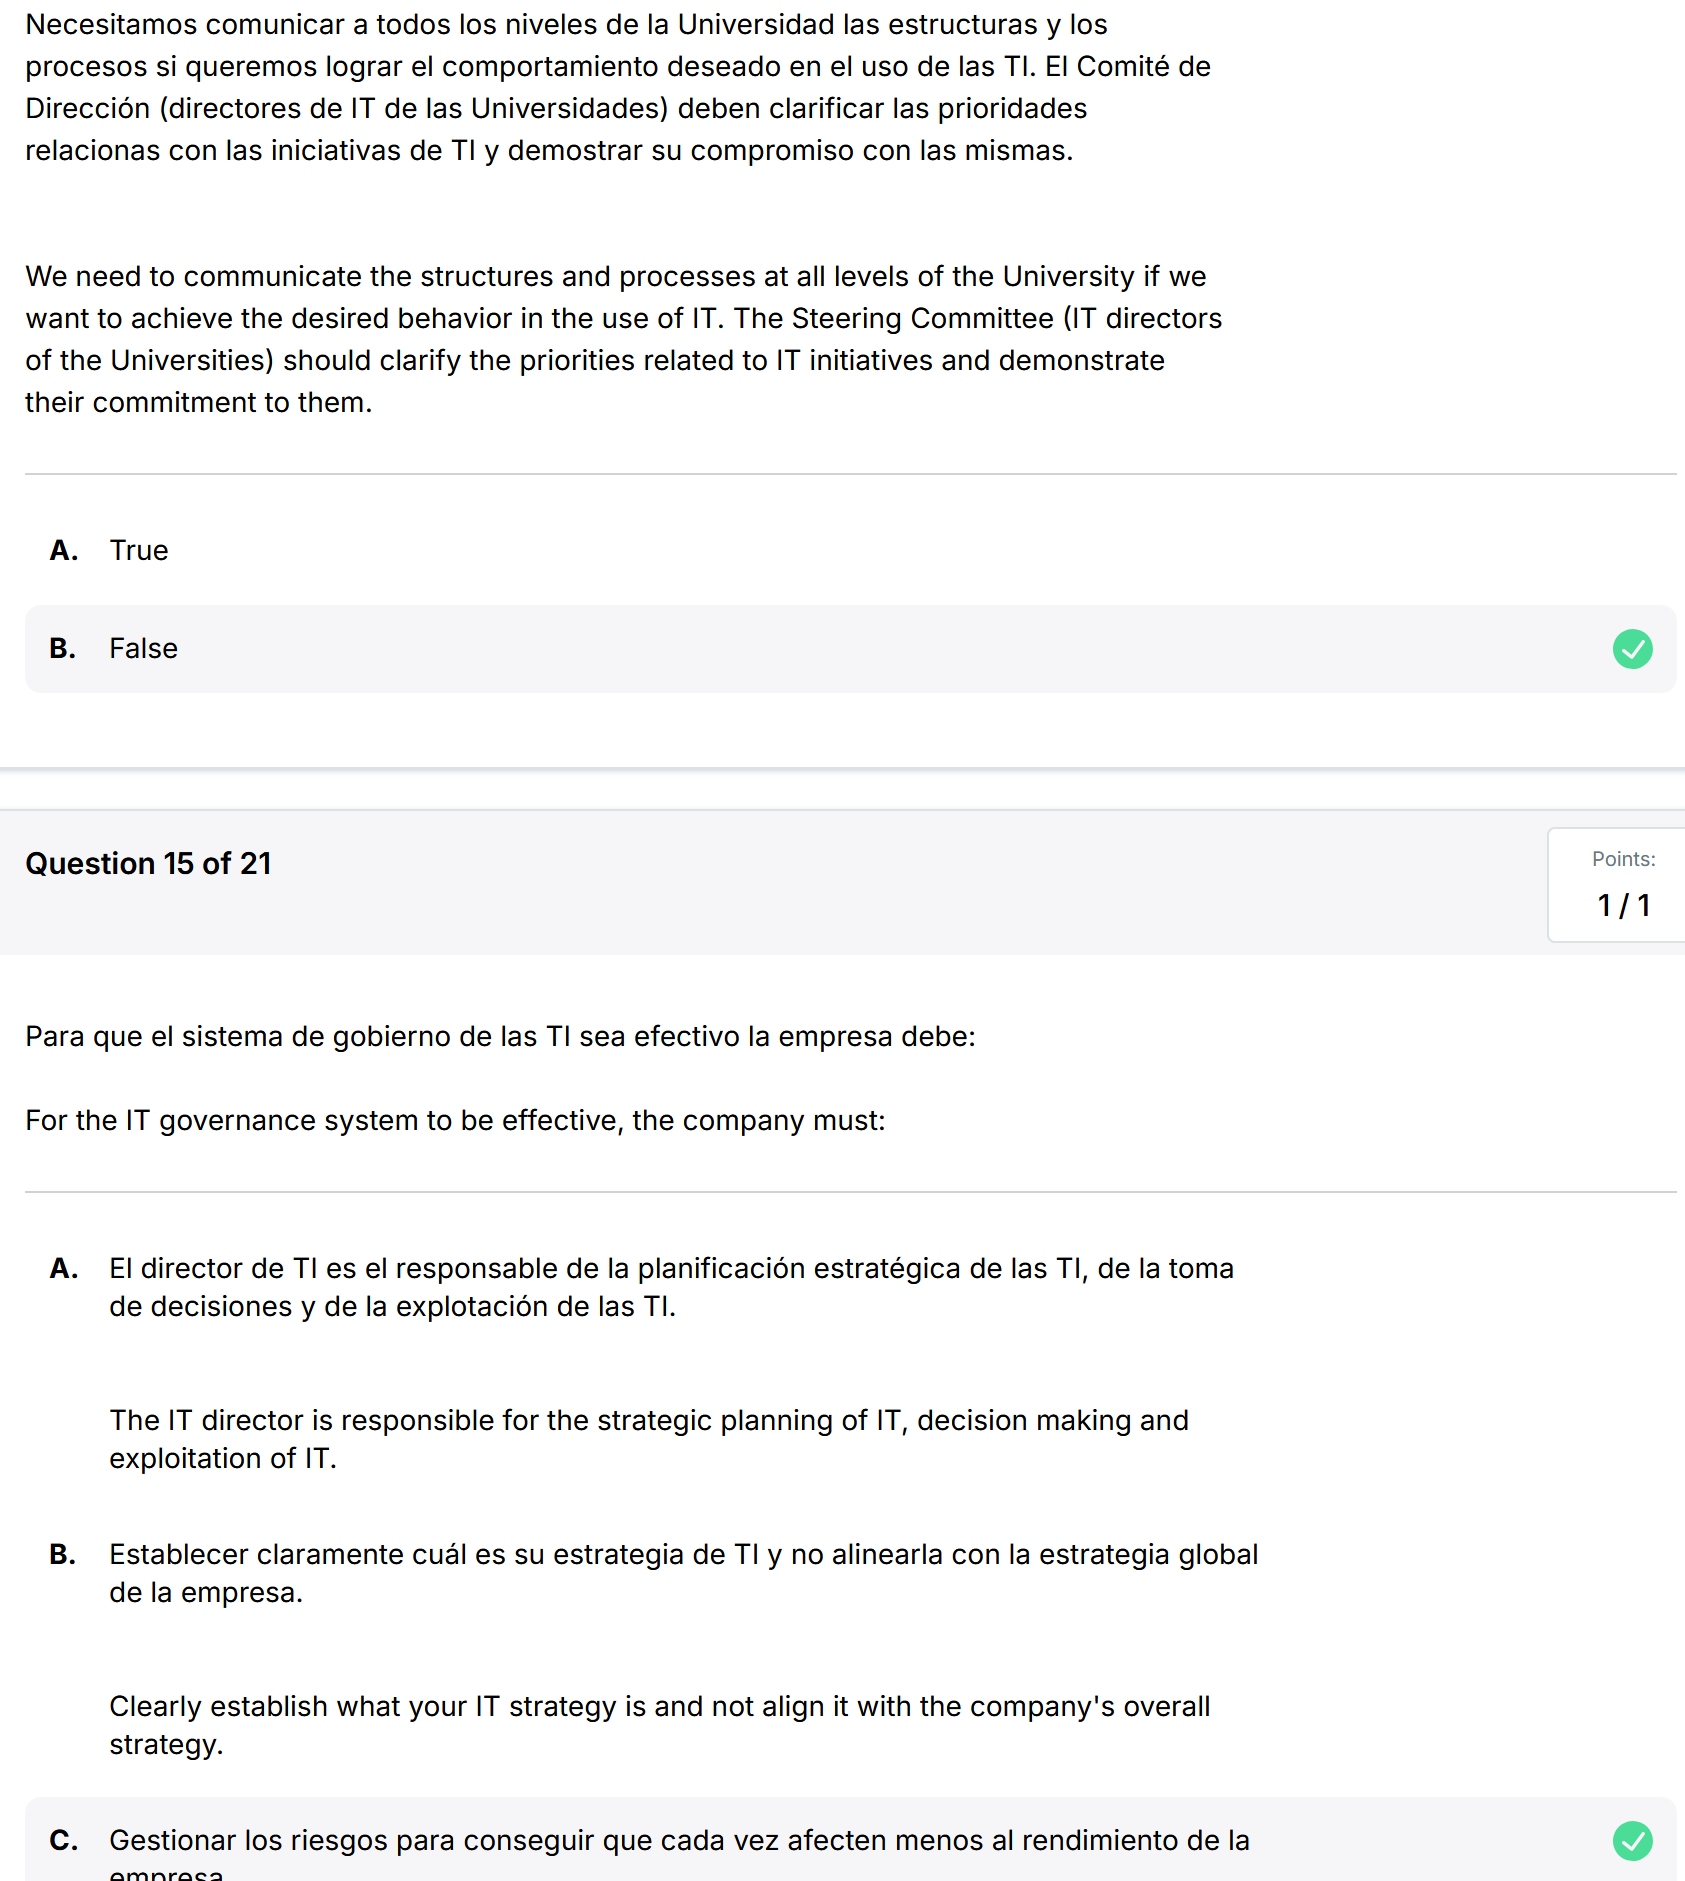 Necesitamos comunicar a todos los niveles de la Universidad las estructuras y los
procesos si queremos lograr el comportamiento deseado en el uso de las TI. El Comité de
Dirección (directores de IT de las Universidades) deben clarificar las prioridades
relacionas con las iniciativas de TI y demostrar su compromiso con las mismas.
We need to communicate the structures and processes at all levels of the University if we
want to achieve the desired behavior in the use of IT. The Steering Committee (IT directors
of the Universities) should clarify the priorities related to IT initiatives and demonstrate
their commitment to them.
A. True
B. False
Question 15 of 21
Points:
1 / 1
Para que el sistema de gobierno de las TI sea efectivo la empresa debe:
For the IT governance system to be effective, the company must:
A. El director de TI es el responsable de la planificación estratégica de las TI, de la toma
de decisiones y de la explotación de las TI.
The IT director is responsible for the strategic planning of IT, decision making and
exploitation of IT.
B. Establecer claramente cuál es su estrategia de TI y no alinearla con la estrategia global
de la empresa.
Clearly establish what your IT strategy is and not align it with the company's overall
strategy.
C. Gestionar los riesgos para conseguir que cada vez afecten menos al rendimiento de la
empresa